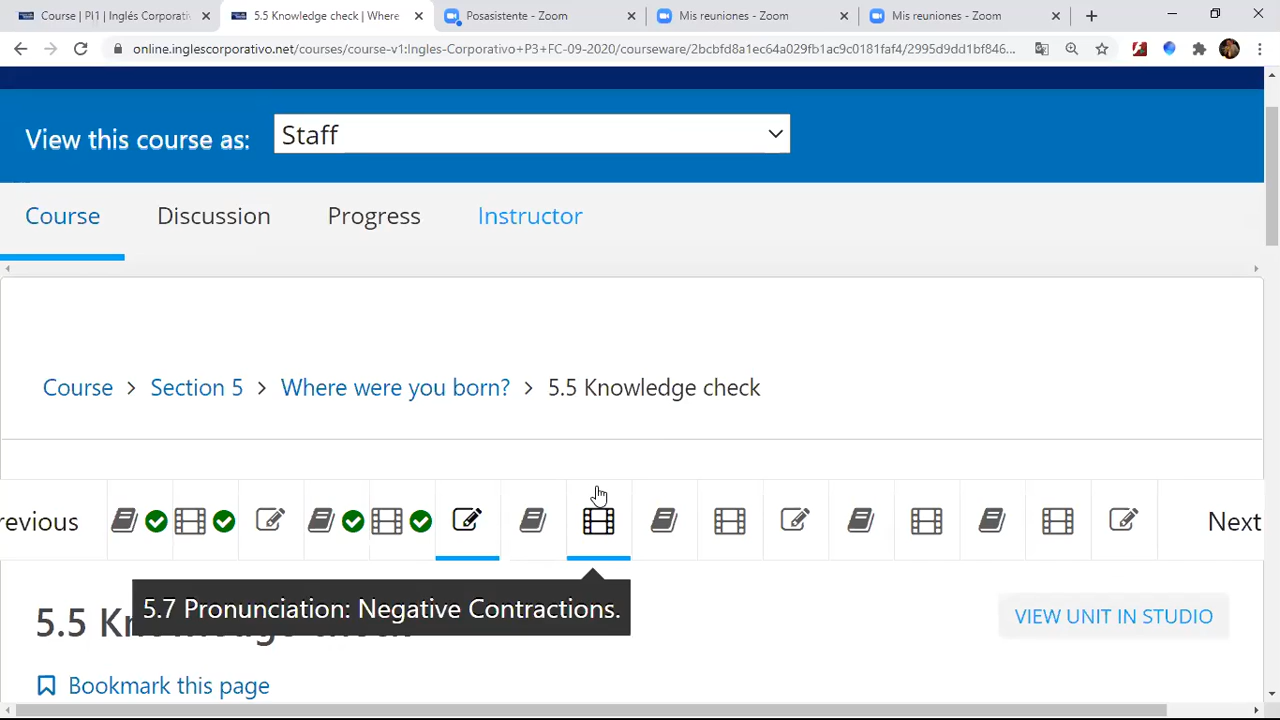 Course | PI1 | Inglés Corporati
5.5 Knowledge check | Where
Posasistente - Zoom
Mis reuniones - Zoom
Mis reuniones - Zoom
online.inglescorporativo.net/courses/course-v1:Ingles-Corporativo+P3+FC-09-2020/courseware/2bcbfd8a1ec64a029fb1ac9c0181faf4/2995d9dd1bf846...
View this course as:
Staff
Course
Discussion
Progress
Instructor
Course > Section 5 > Where were you born? > 5.5 Knowledge check
revious
Next
5.7 Pronunciation: Negative Contractions.
5.5 Knowledge check
VIEW UNIT IN STUDIO
Bookmark this page